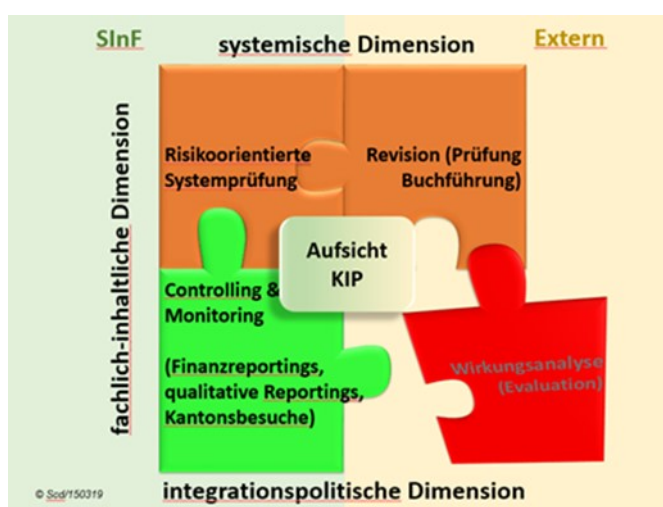 SInF
systemische Dimension
Extern
fachlich-inhaltliche Dimension
Risikoorientierte
Systemprüfung
Revision (Prüfung
Buchführung)
Aufsicht
KIP
Controlling &
Monitoring
(Finanzreportings,
qualitative Reportings,
Kantonsbesuche)
Wirkungsanalyse
(Evaluation)
© Scd/150319
integrationspolitische Dimension